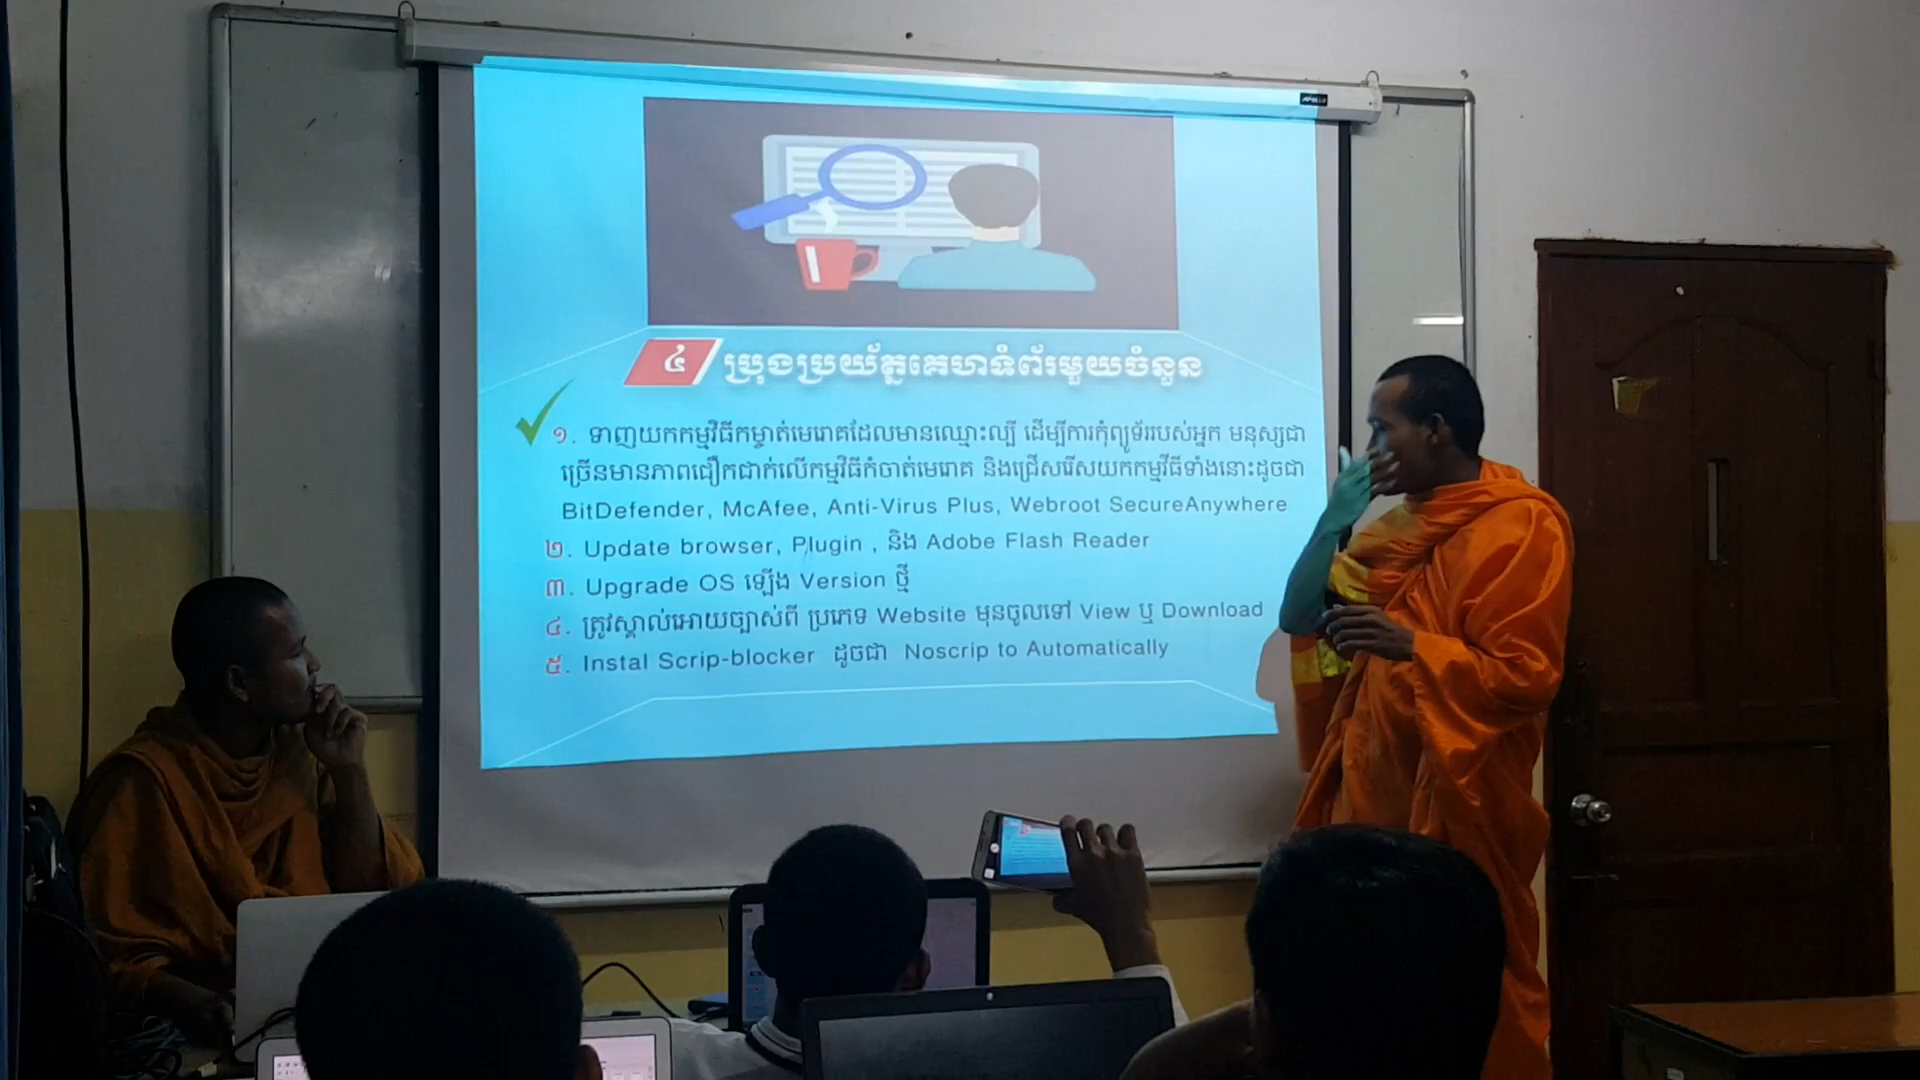 APOLLO
៤ ប្រុងប្រយ័ត្នគេហទំព័រមួយចំនួន
១. ទាញយកកម្មវិធីកម្ចាត់មេរោគដែលមានឈ្មោះល្បី ដើម្បីការកុំព្យូទ័ររបស់អ្នក មនុស្សជា
ច្រើនមានភាពជឿកជាក់លើកម្មវិធីកំចាត់មេរោគ និងជ្រើសរើសយកកម្មវិធីទាំងនោះដូចជា
BitDefender, McAfee, Anti-Virus Plus, Webroot SecureAnywhere
២. Update browser, Plugin , និង Adobe Flash Reader
៣. Upgrade OS ឡើង Version ថ្មី
៤. ត្រូវស្គាល់អោយច្បាស់ពី ប្រភេទ Website មុនចូលទៅ View ឬ Download
៥. Instal Scrip-blocker ដូចជា Noscrip to Automatically